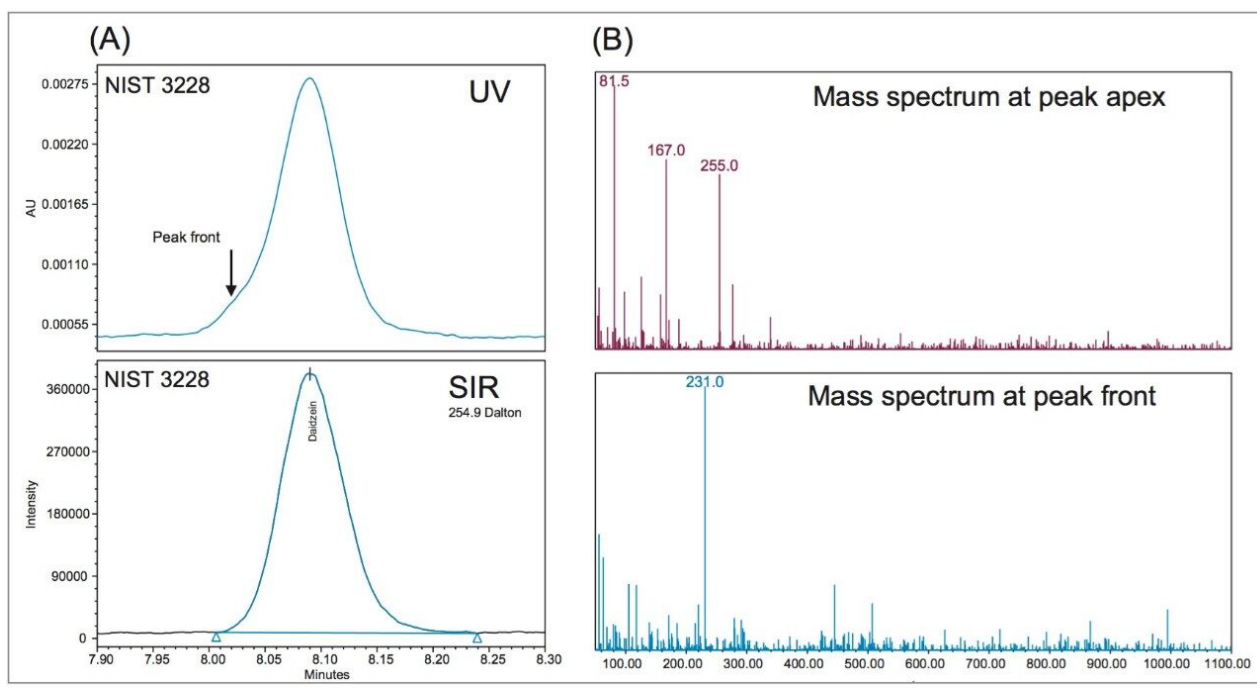 (A)
NIST 3228
UV
0.00275
0.00220
0.00165
0.00110
0.00055
AU
Peak front
NIST 3228
SIR
254.9 Dalton
Daidzein
360000
270000
180000
90000
0
Intensity
7.90 7.95 8.00 8.05 8.10 8.15 8.20 8.25 8.30
Minutes
(B)
81.5
Mass spectrum at peak apex
167.0
255.0
231.0
Mass spectrum at peak front
100.00 200.00 300.00 400.00 500.00 600.00 700.00 800.00 900.00 1000.00 1100.00